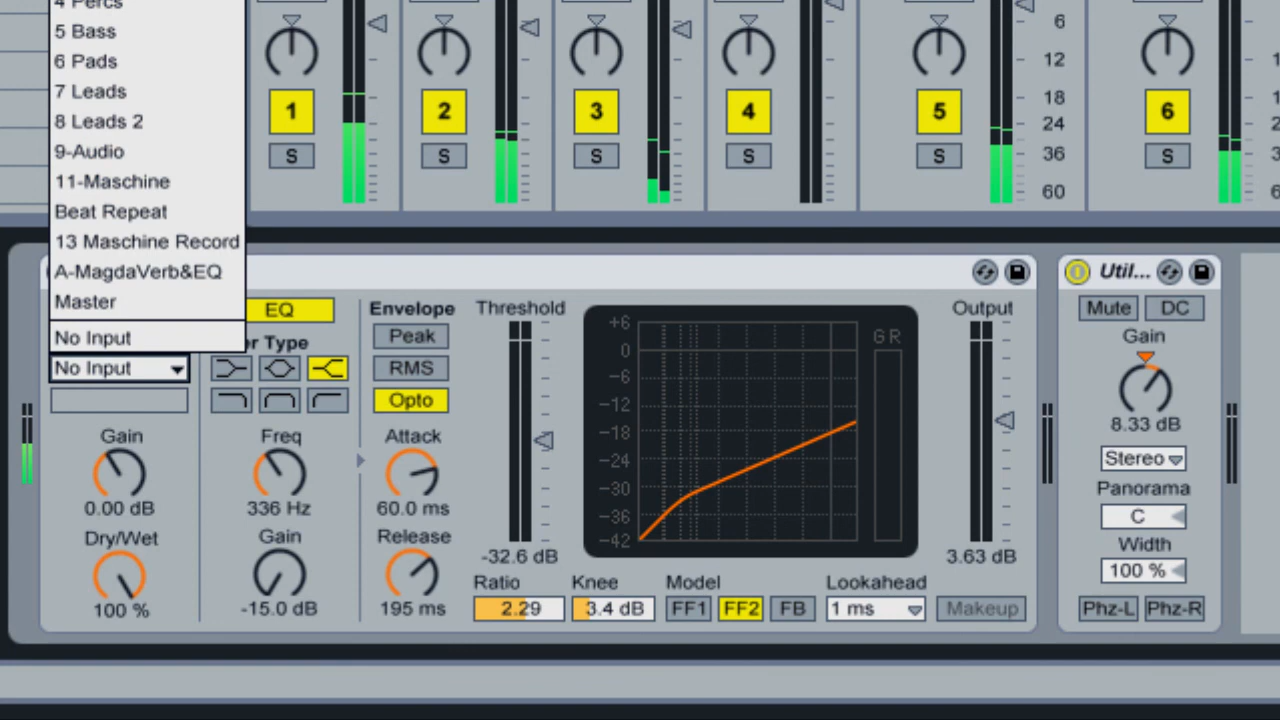 4 Percs
5 Bass
6 Pads
7 Leads
8 Leads 2
9-Audio
11-Maschine
Beat Repeat
13 Maschine Record
A-MagdaVerb&EQ
Master
No Input
No Input
1
S
2
S
3
S
4
S
5
S
6
12
18
24
36
60
6
S
Gain
0.00 dB
Dry/Wet
100 %
EQ
er Type
Freq
336 Hz
Gain
-15.0 dB
Envelope
Peak
RMS
Opto
Attack
60.0 ms
Release
195 ms
Threshold
-32.6 dB
Ratio
2.29
Knee
3.4 dB
+6
0
-6
-12
-18
-24
-30
-36
-42
GR
Model
FF1 FF2 FB
Lookahead
1 ms
Output
3.63 dB
Makeup
Util...
Mute DC
Gain
8.33 dB
Stereo
Panorama
C
Width
100 %
Phz-L Phz-R